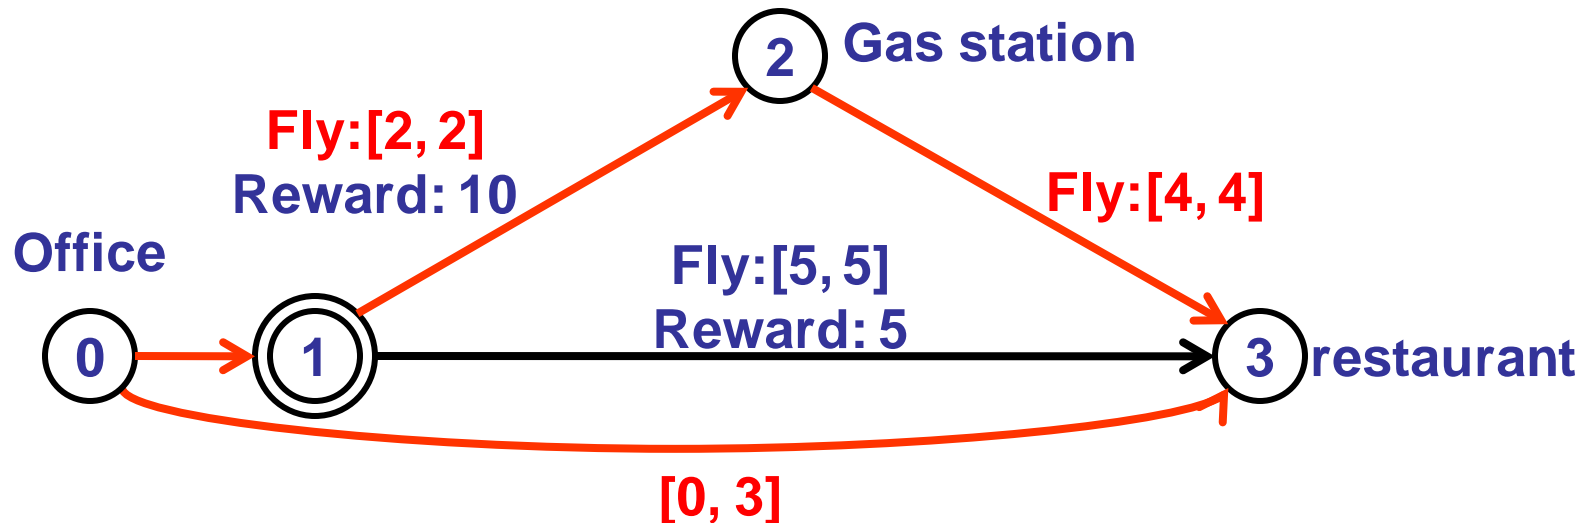 2
Gas station
Fly:[2, 2]
Reward: 10
Fly:[4, 4]
Office
Fly:[5, 5]
Reward: 5
0
1
3
restaurant
[0, 3]